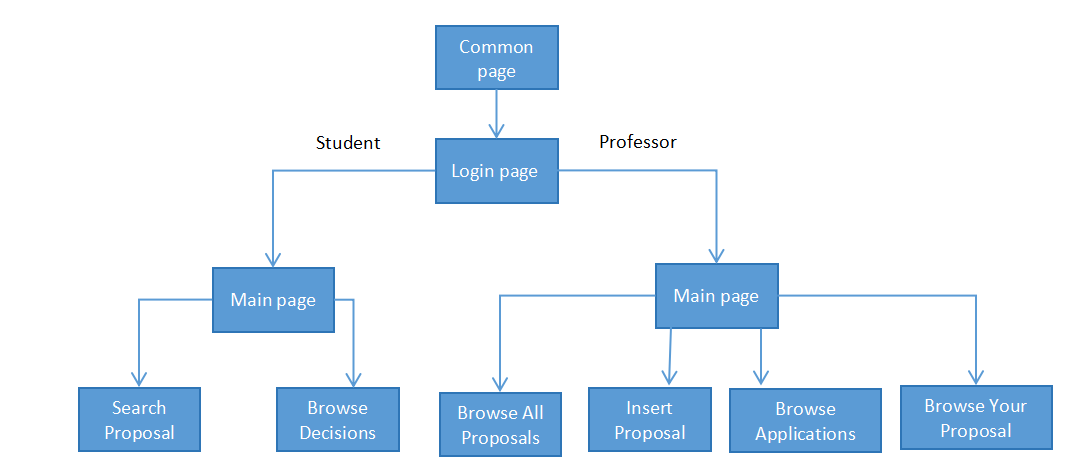 Common
page
Student
Professor
Login page
Main page
Main page
Search
Proposal
Browse
Decisions
Browse All
Proposals
Insert
Proposal
Browse
Applications
Browse Your
Proposal